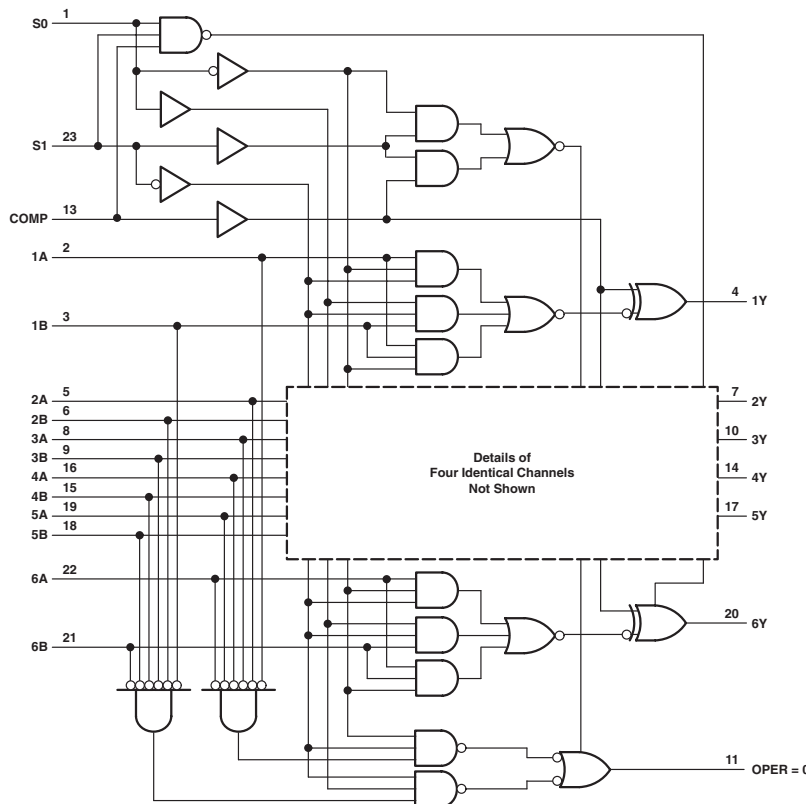 S0 1
S1 23
COMP 13
1A 2
4 1Y
1B 3
2A 5
7 2Y
2B 6
3A 8
10 3Y
3B 9
Details of
Four Identical Channels
Not Shown
4A 16
14 4Y
4B 15
5A 19
17 5Y
5B 18
6A 22
20 6Y
6B 21
11 OPER = 0